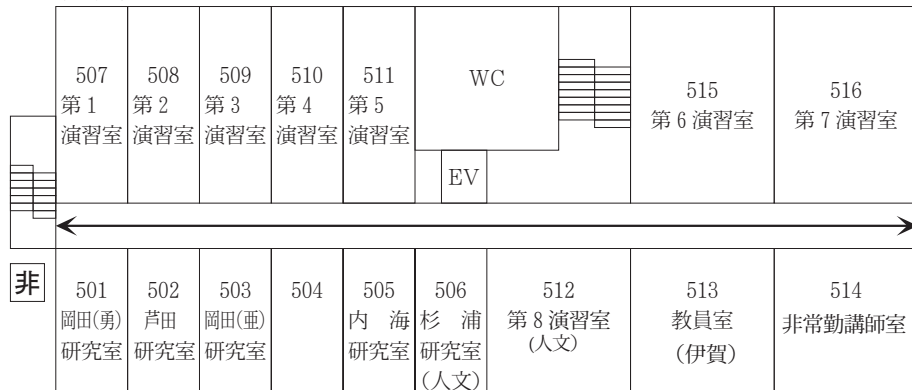 507
第1
演習室
508
第2
演習室
509
第3
演習室
510
第4
演習室
511
第5
演習室
WC
EV
515
第6演習室
516
第7演習室
非
501
岡田(勇)
研究室
502
芦田
研究室
503
岡田(亜)
研究室
504
505
内 海
研究室
506
杉 浦
研究室
(人文)
512
第8演習室
(人文)
513
教員室
(伊賀)
514
非常勤講師室